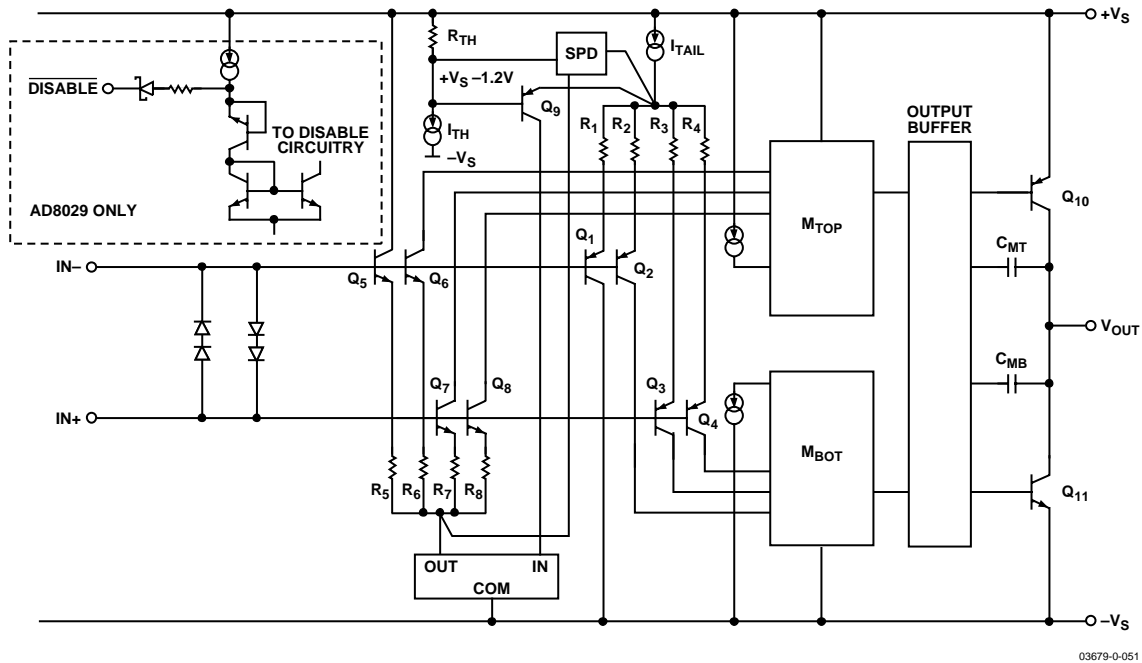 +VS
RTH
SPD
ITAIL
DISABLE
+VS –1.2V
Q9
OUTPUT
BUFFER
TO DISABLE
CIRCUITRY
ITH
–VS
R1
R2
R3
R4
AD8029 ONLY
MTOP
Q10
IN–
Q5
Q6
Q1
Q2
CMT
VOUT
CMB
Q7
Q8
Q3
Q4
IN+
MBOT
R5
R6
R7
R8
Q11
OUT
IN
COM
–VS
03679-0-051